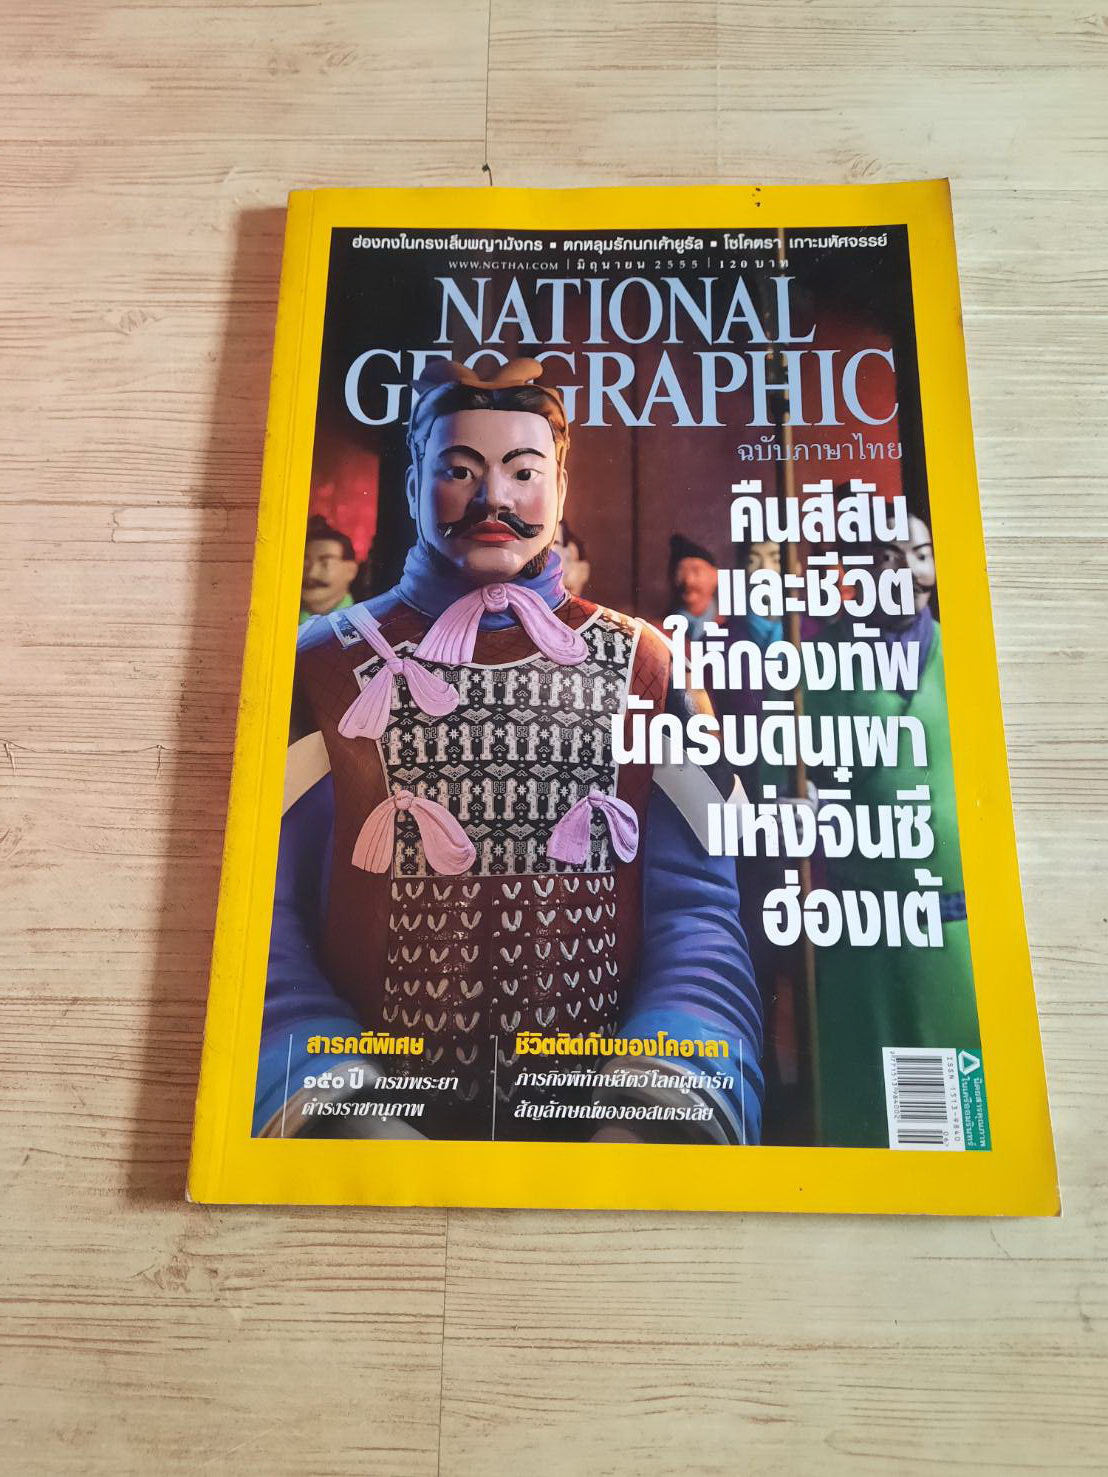 ฮ่องกงในกรงเล็บพญามังกร ▪ ตกหลุมรักนกเค้ายูรัล ▪ โซโคตรา เกาะมหัศจรรย์
WWW.NGTHAI.COM | มิถุนายน 2555 | 120 บาท
NATIONAL
GEOGRAPHIC
ฉบับภาษาไทย
คืนสีสัน
และชีวิต
ให้กองทัพ
นักรบดินเผา
แห่งจิ๋นซี
ฮ่องเต้
สารคดีพิเศษ
๑๕๐ ปี กรมพระยา
ดำรงราชานุภาพ
ชีวิตติดกับของโคอาลา
ภารกิจพิทักษ์สัตว์โลกผู้น่ารัก
สัญลักษณ์ของออสเตรเลีย
ISSN 1513-9840